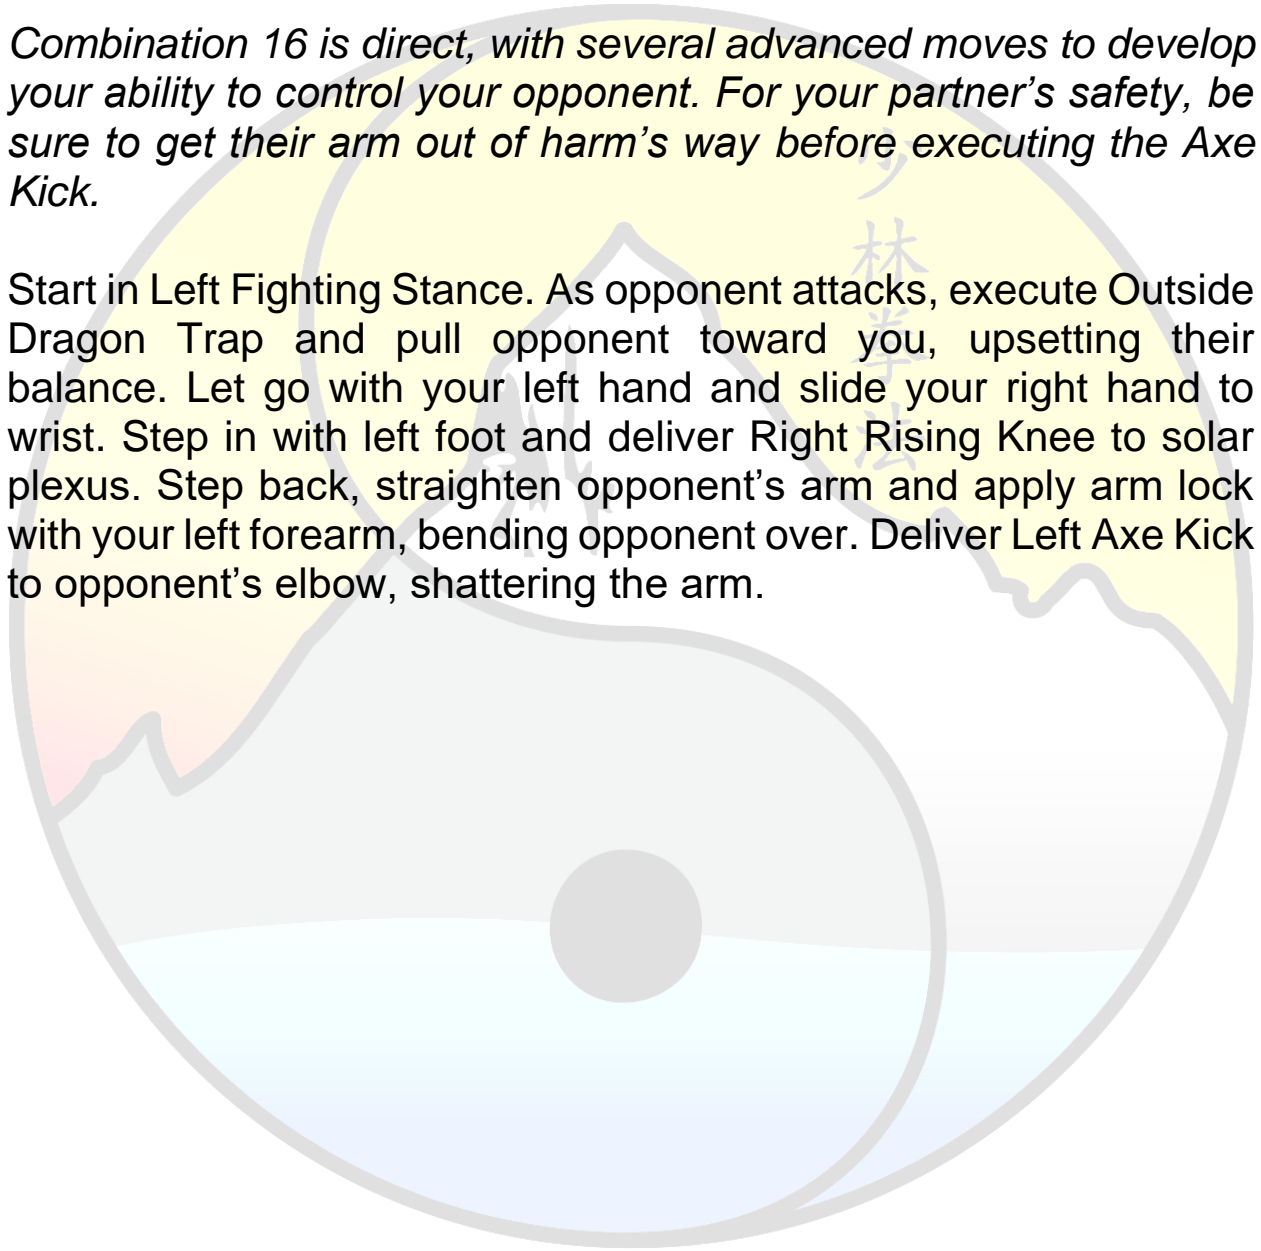 Combination 16 is direct, with several advanced moves to develop
your ability to control your opponent. For your partner’s safety, be
sure to get their arm out of harm’s way before executing the Axe
Kick.
Start in Left Fighting Stance. As opponent attacks, execute Outside
Dragon Trap and pull opponent toward you, upsetting their
balance. Let go with your left hand and slide your right hand to
wrist. Step in with left foot and deliver Right Rising Knee to solar
plexus. Step back, straighten opponent’s arm and apply arm lock
with your left forearm, bending opponent over. Deliver Left Axe Kick
to opponent’s elbow, shattering the arm.
少
林
拳
法